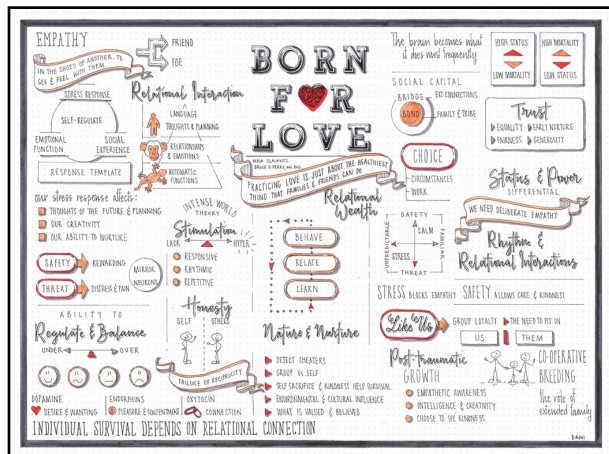 EMPATHY
IN THE SHOES OF ANOTHER, TO
SEE & FEEL WITH THEM.
FRIEND
FOE
STRESS RESPONSE
SELF-REGULATE
EMOTIONAL
FUNCTION
SOCIAL
EXPERIENCE
RESPONSE TEMPLATE
Relational Interaction
LANGUAGE
THOUGHTS & PLANNING
RELATIONSHIPS
& EMOTIONS
AUTOMATIC
FUNCTIONS
our stress response affects:
THOUGHTS OF THE FUTURE & PLANNING
OUR CREATIVITY
OUR ABILITY TO NURTURE
SAFETY
REWARDING
THREAT
DISTRESS & PAIN
MIRROR
NEURONS
ABILITY TO
Regulate & Balance
UNDER
OVER
DOPAMINE
DESIRE & WANTING
ENDORPHINS
PLEASURE & CONTENTMENT
OXYTOCIN
CONNECTION
INDIVIDUAL SURVIVAL DEPENDS ON RELATIONAL CONNECTION
BORN
FOR
LOVE
MAIA SZALAVITZ
BRUCE D PERRY, MD, PHD
PRACTICING LOVE IS JUST ABOUT THE HEALTHIEST
THING THAT FAMILIES & FRIENDS CAN DO
INTENSE WORLD
THEORY
Stimulation
LACK
HYPER
RESPONSIVE
RHYTHMIC
REPETITIVE
Honesty
SELF
OTHERS
FAILURE OF RECIPROCITY
Relational
Wealth
BEHAVE
RELATE
LEARN
Nature & Nurture
DETECT CHEATERS
GROUP VS SELF
SELF SACRIFICE & KINDNESS HELP SURVIVAL
ENVIRONMENTAL & CULTURAL INFLUENCE
WHAT IS VALUED & BELIEVED
The brain becomes what
it does most frequently
HIGH STATUS
LOW MORTALITY
HIGH MORTALITY
LOW STATUS
SOCIAL CAPITAL
BRIDGE
EXT CONNECTIONS
BOND
FAMILY & TRIBE
Trust
EQUALITY
EARLY NURTURE
FAIRNESS
GENEROSITY
CHOICE
CIRCUMSTANCES
WORK
Status & Power
DIFFERENTIAL
WE NEED DELIBERATE EMPATHY
SAFETY
CALM
UNPREDICTABLE
FAMILIAR
STRESS
THREAT
Rhythm &
Relational Interactions
STRESS BLOCKS EMPATHY
SAFETY ALLOWS CARE & KINDNESS
Like Us
GROUP LOYALTY
THE NEED TO FIT IN
US
THEM
Post-traumatic
GROWTH
EMPATHETIC AWARENESS
INTELLIGENCE & CREATIVITY
CHOOSE TO SEE KINDNESS
CO-OPERATIVE
BREEDING
The role of
extended family